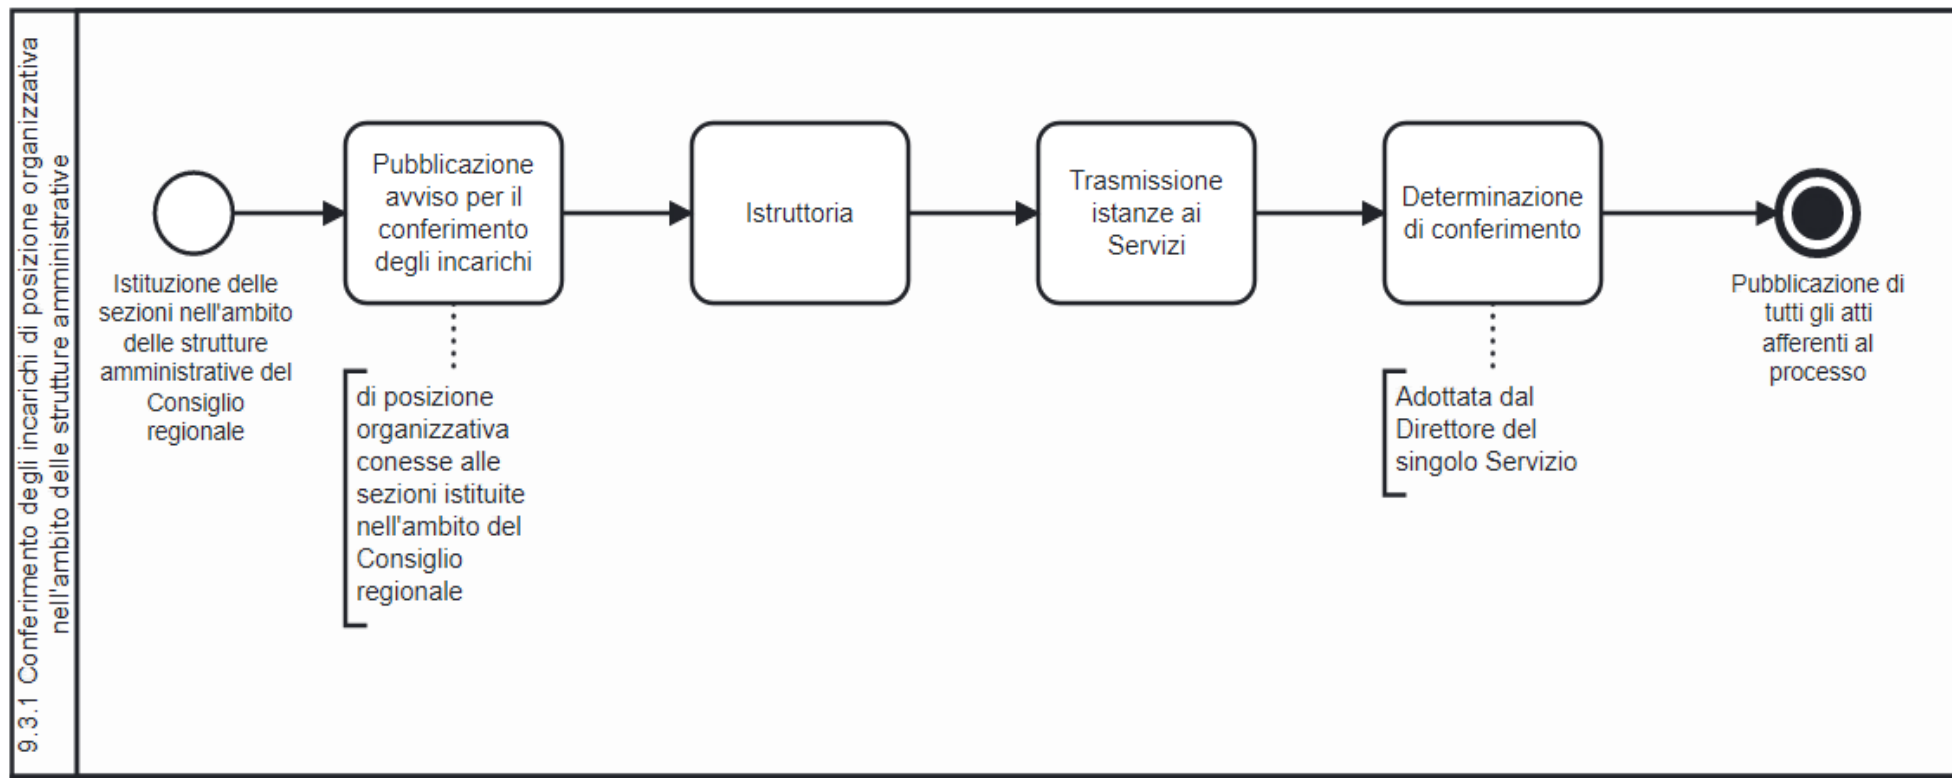 9.3.1 Conferimento degli incarichi di posizione organizzativa
nell'ambito delle strutture amministrative
Istituzione delle
sezioni nell'ambito
delle strutture
amministrative del
Consiglio
regionale
Pubblicazione
avviso per il
conferimento
degli incarichi
di posizione
organizzativa
conesse alle
sezioni istituite
nell'ambito del
Consiglio
regionale
Istruttoria
Trasmissione
istanze ai
Servizi
Determinazione
di conferimento
Adottata dal
Direttore del
singolo Servizio
Pubblicazione di
tutti gli atti
afferenti al
processo